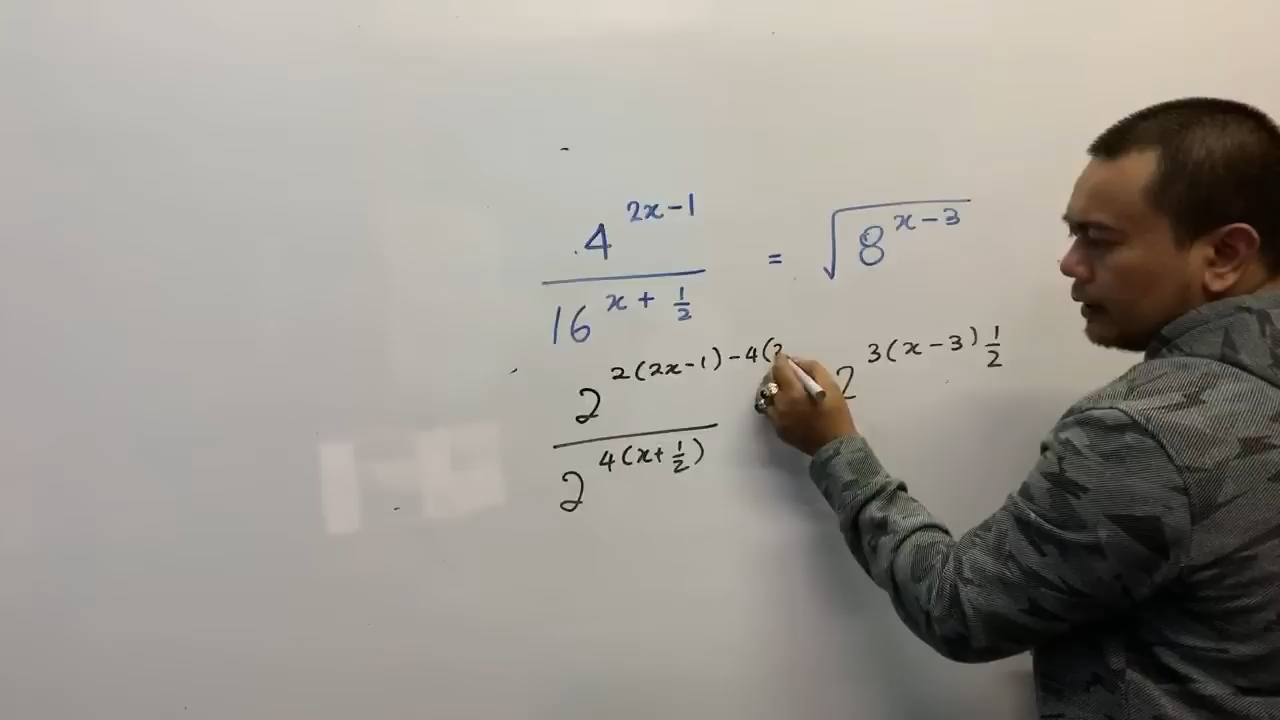 4^(2x-1) / 16^(x + 1/2) = √(8^(x-3))
2^(2(2x-1)-4( / 2^(4(x+1/2)) 2^(3(x-3)1/2)